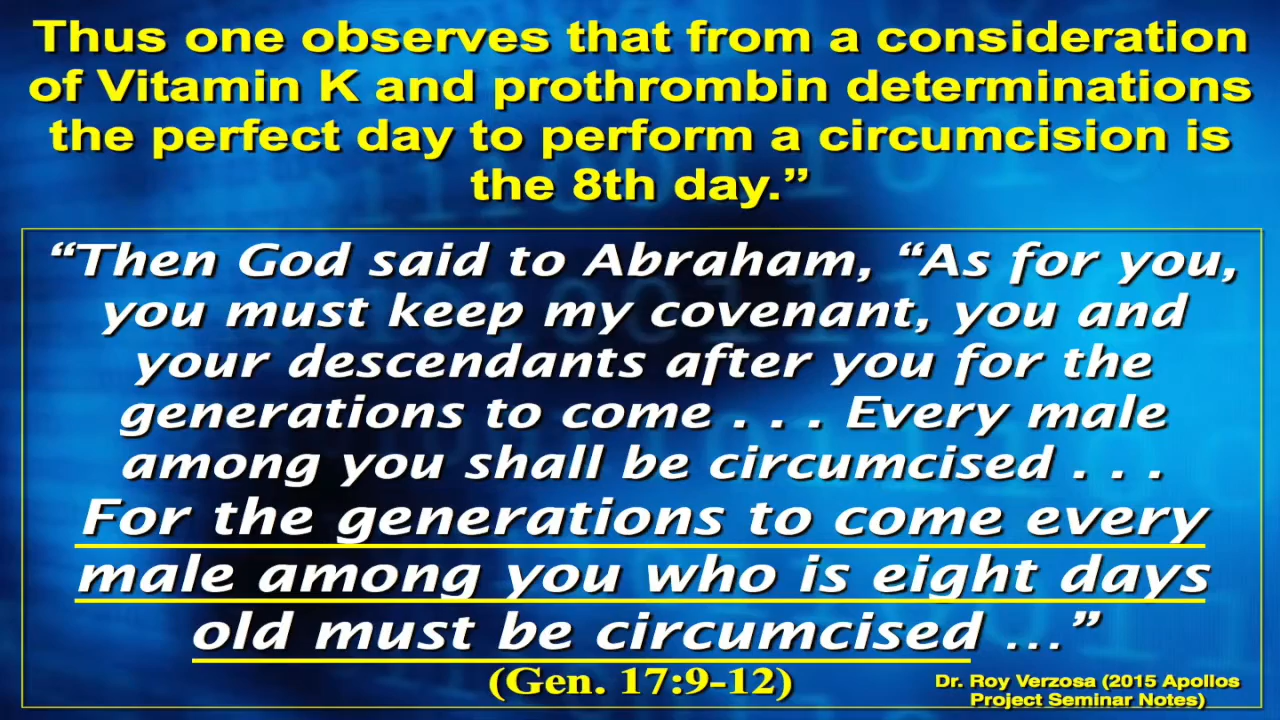 Thus one observes that from a consideration
of Vitamin K and prothrombin determinations
the perfect day to perform a circumcision is
the 8th day.”
“Then God said to Abraham, “As for you,
you must keep my covenant, you and
your descendants after you for the
generations to come . . . Every male
among you shall be circumcised . . .
For the generations to come every
male among you who is eight days
old must be circumcised …”
(Gen. 17:9-12)
Dr. Roy Verzosa (2015 Apollos
Project Seminar Notes)